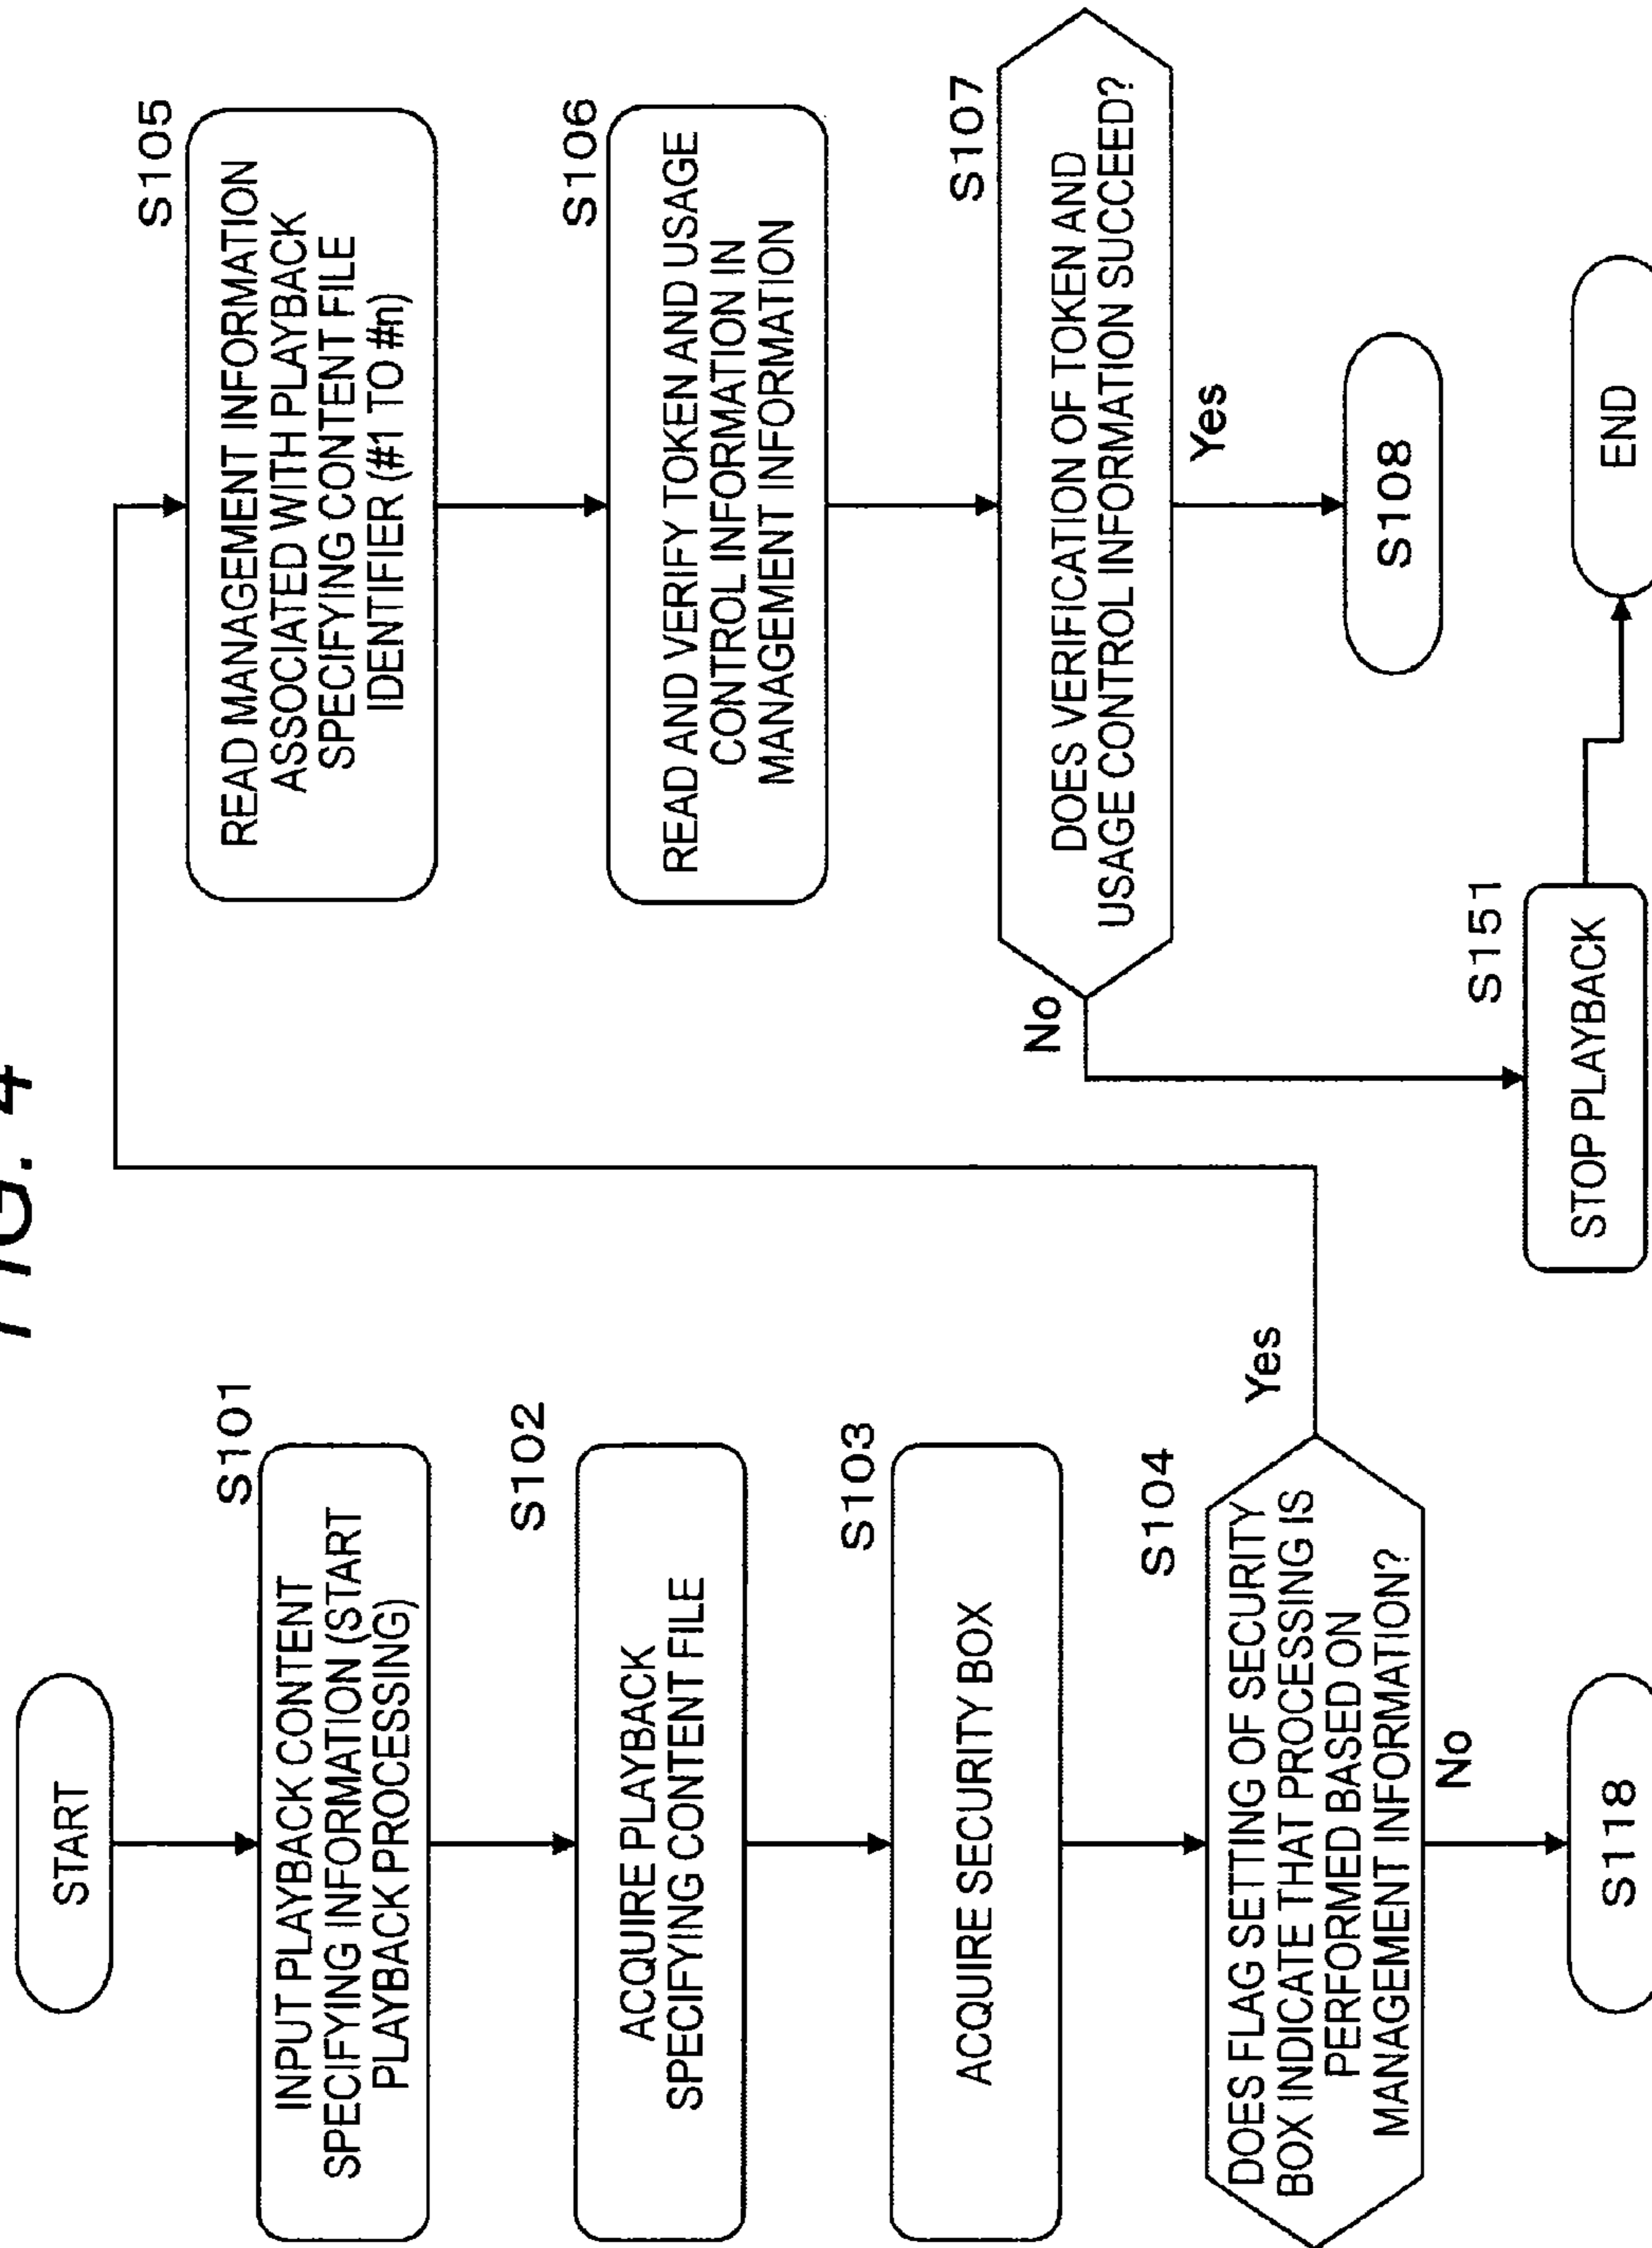 FIG. 4
START
S101
INPUT PLAYBACK CONTENT
SPECIFYING INFORMATION (START
PLAYBACK PROCESSING)
S102
ACQUIRE PLAYBACK
SPECIFYING CONTENT FILE
S103
ACQUIRE SECURITY BOX
S104
DOES FLAG SETTING OF SECURITY
BOX INDICATE THAT PROCESSING IS
PERFORMED BASED ON
MANAGEMENT INFORMATION?
Yes
No
S118
S105
READ MANAGEMENT INFORMATION
ASSOCIATED WITH PLAYBACK
SPECIFYING CONTENT FILE
IDENTIFIER (#1 TO #n)
S106
READ AND VERIFY TOKEN AND USAGE
CONTROL INFORMATION IN
MANAGEMENT INFORMATION
S107
DOES VERIFICATION OF TOKEN AND
USAGE CONTROL INFORMATION SUCCEED?
No
Yes
S108
S151
STOP PLAYBACK
END